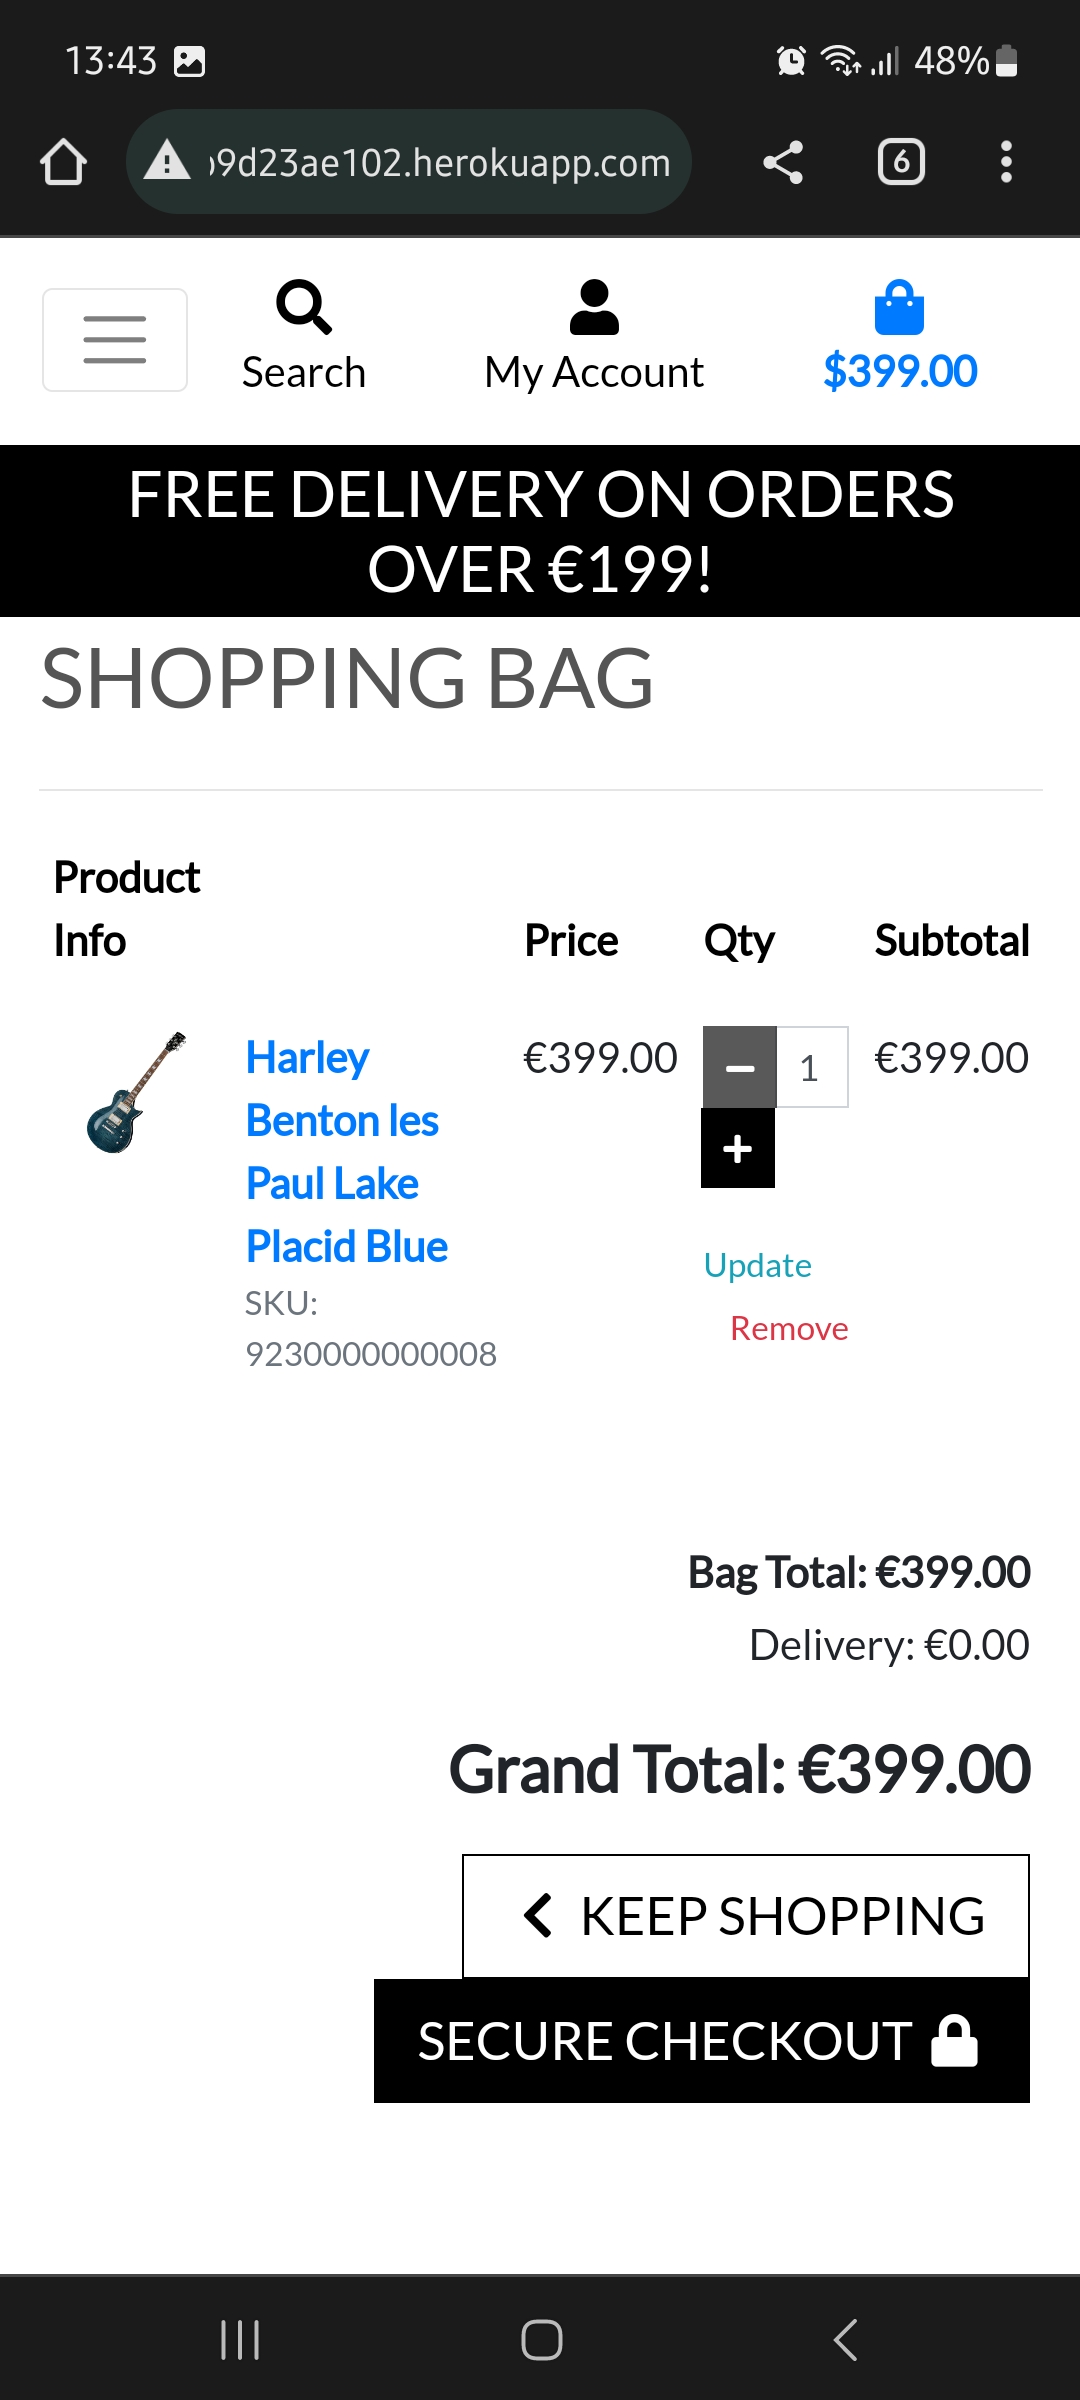 13:43
48%
9d23ae102.herokuapp.com
6
Search
My Account
$399.00
FREE DELIVERY ON ORDERS
OVER €199!
SHOPPING BAG
Product
Info
Price
Qty
Subtotal
Harley
Benton les
Paul Lake
Placid Blue
SKU:
9230000000008
€399.00
1
€399.00
Update
Remove
Bag Total: €399.00
Delivery: €0.00
Grand Total: €399.00
KEEP SHOPPING
SECURE CHECKOUT